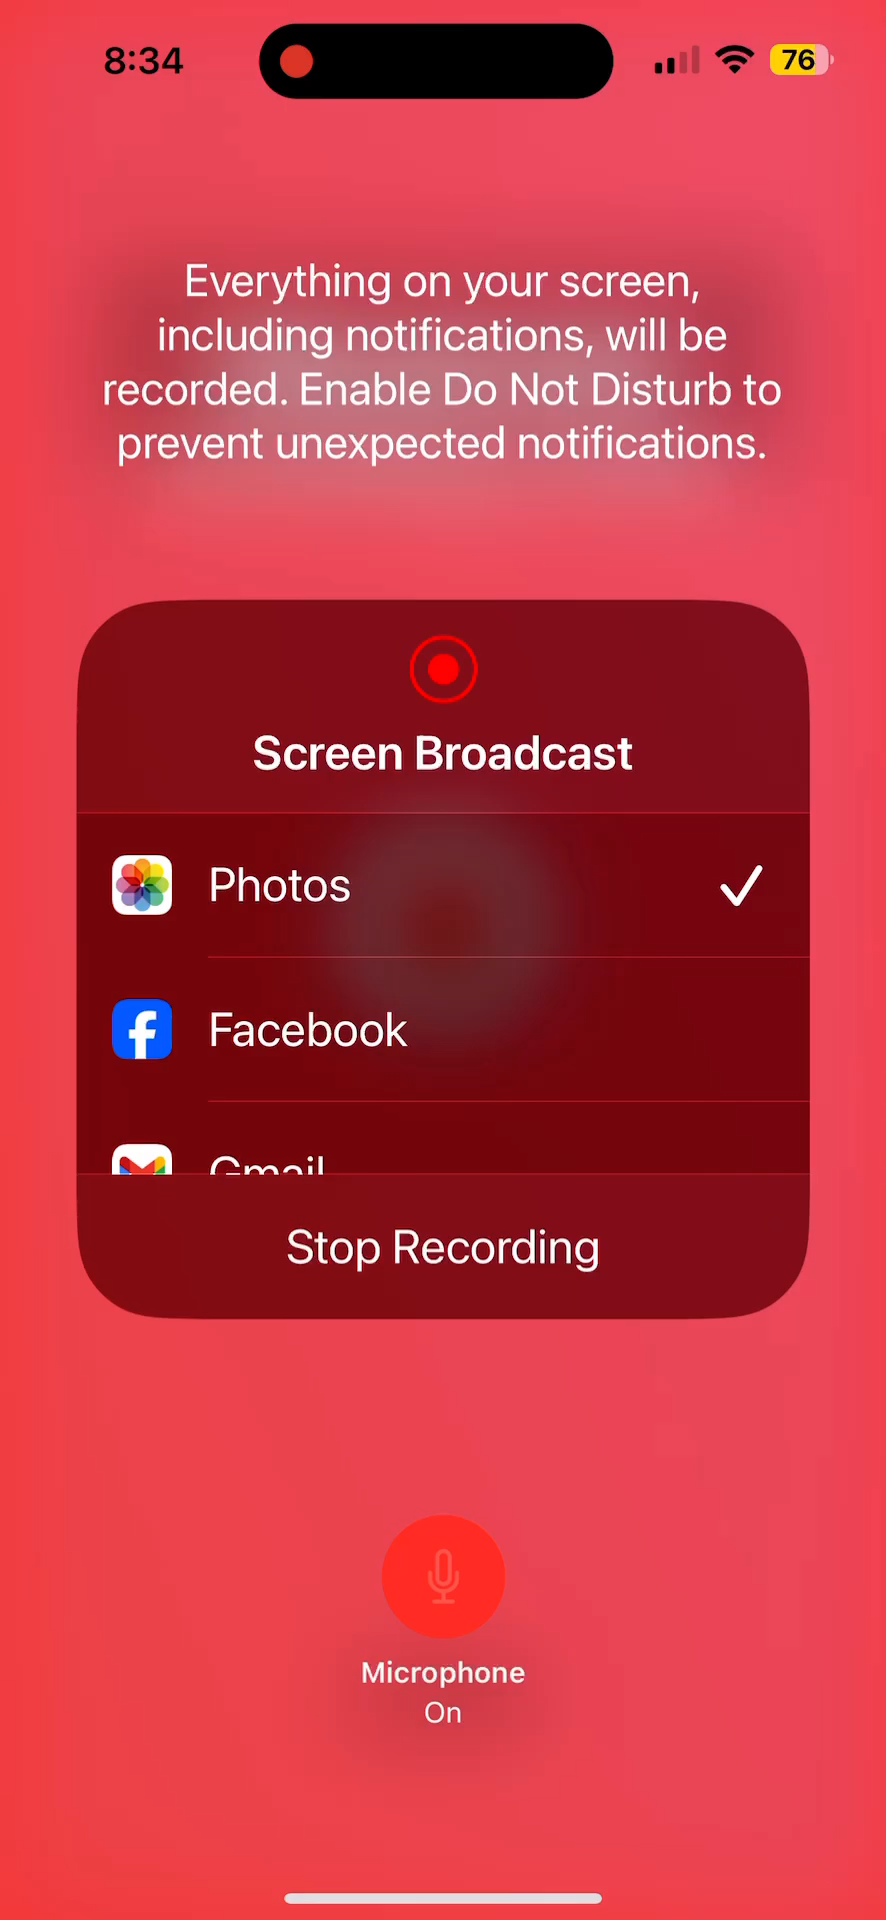 8:34
76
Everything on your screen,
including notifications, will be
recorded. Enable Do Not Disturb to
prevent unexpected notifications.
Screen Broadcast
Photos
Facebook
Gmail
Stop Recording
Microphone
On